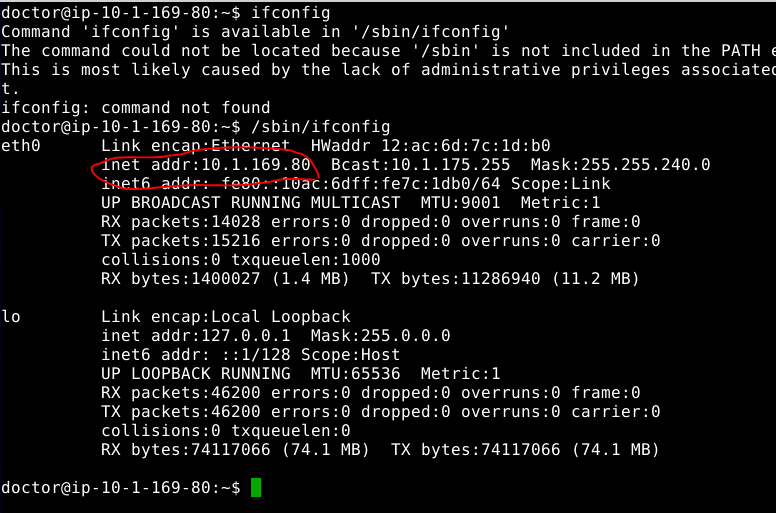 doctor@ip-10-1-169-80:~$ ifconfig
Command 'ifconfig' is available in '/sbin/ifconfig'
The command could not be located because '/sbin' is not included in the PATH e
This is most likely caused by the lack of administrative privileges associated
t.
ifconfig: command not found
doctor@ip-10-1-169-80:~$ /sbin/ifconfig
eth0      Link encap:Ethernet  HWaddr 12:ac:6d:7c:1d:b0
          inet addr:10.1.169.80  Bcast:10.1.175.255  Mask:255.255.240.0
          inet6 addr: fe80::10ac:6dff:fe7c:1db0/64 Scope:Link
          UP BROADCAST RUNNING MULTICAST  MTU:9001  Metric:1
          RX packets:14028 errors:0 dropped:0 overruns:0 frame:0
          TX packets:15216 errors:0 dropped:0 overruns:0 carrier:0
          collisions:0 txqueuelen:1000
          RX bytes:1400027 (1.4 MB)  TX bytes:11286940 (11.2 MB)
lo        Link encap:Local Loopback
          inet addr:127.0.0.1  Mask:255.0.0.0
          inet6 addr: ::1/128 Scope:Host
          UP LOOPBACK RUNNING  MTU:65536  Metric:1
          RX packets:46200 errors:0 dropped:0 overruns:0 frame:0
          TX packets:46200 errors:0 dropped:0 overruns:0 carrier:0
          collisions:0 txqueuelen:0
          RX bytes:74117066 (74.1 MB)  TX bytes:74117066 (74.1 MB)
doctor@ip-10-1-169-80:~$